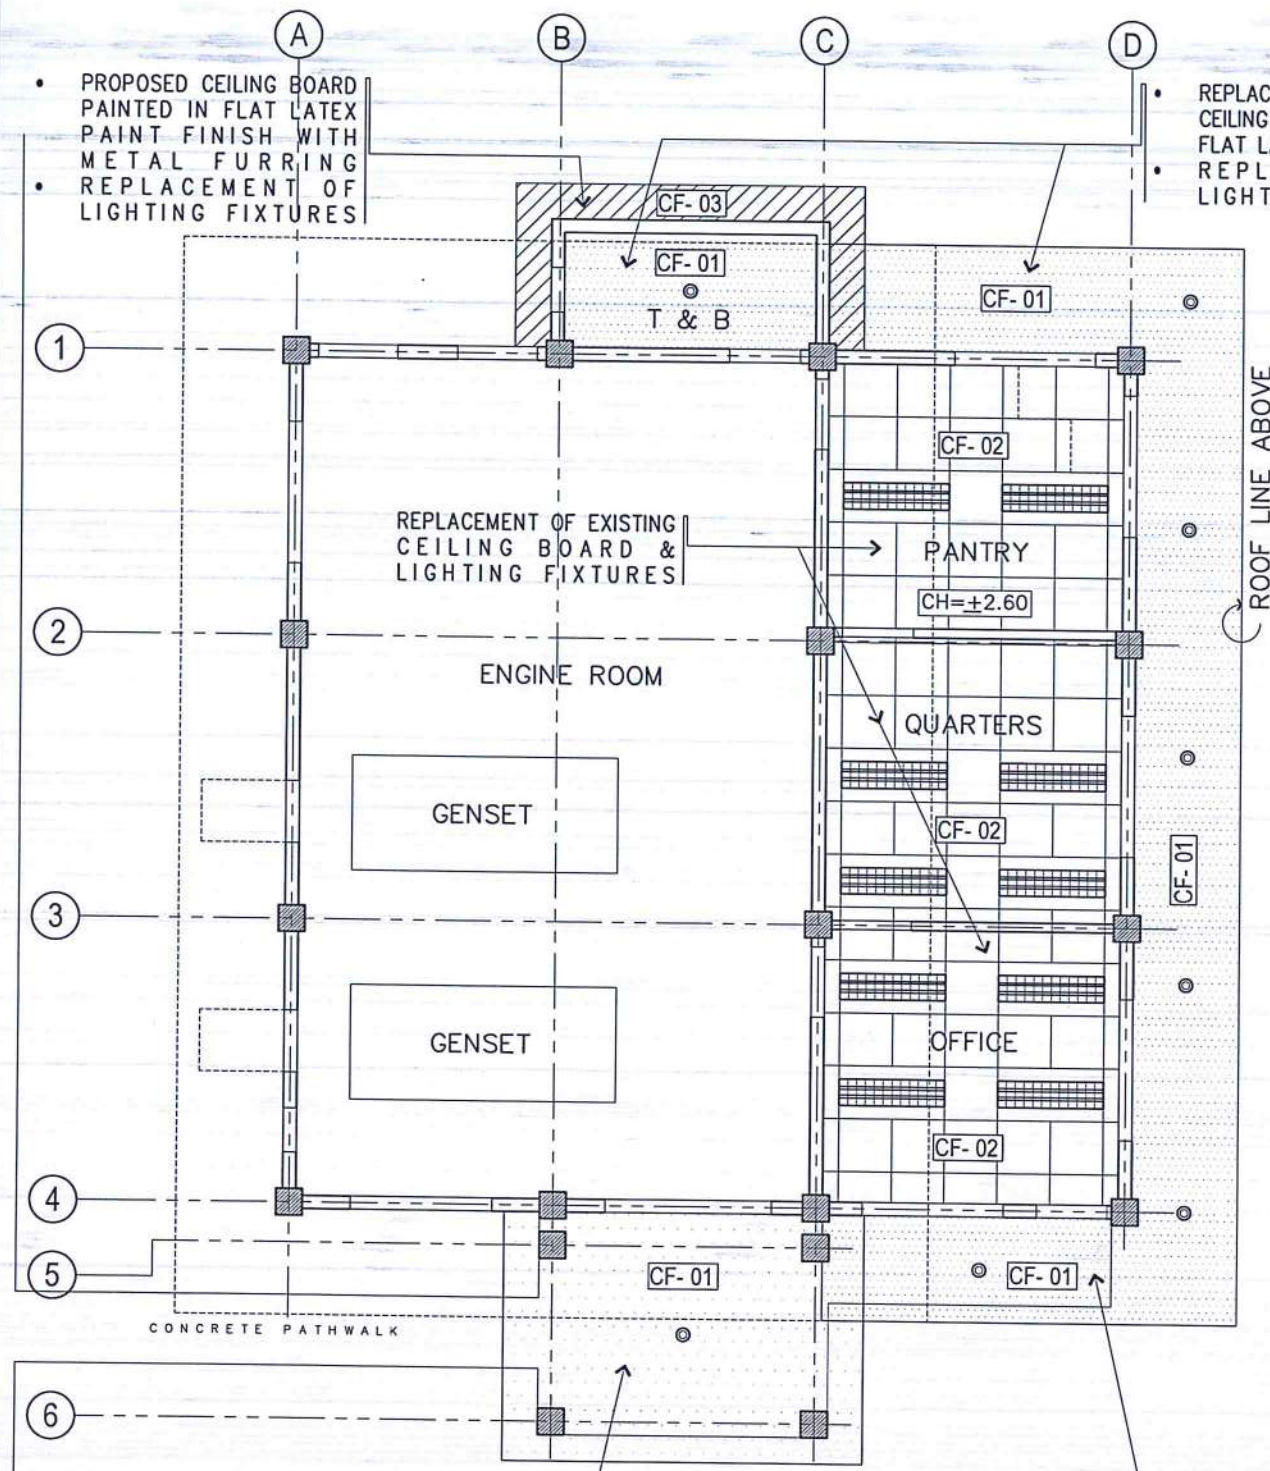 A
B
C
D
• PROPOSED CEILING BOARD
PAINTED IN FLAT LATEX
PAINT FINISH WITH
METAL FURRING
• REPLACEMENT OF
LIGHTING FIXTURES
• REPLAC
CEILING
FLAT L
• REPL
LIGHT
CF-03
CF-01
T & B
CF-01
1
ROOF LINE ABOVE
CF-02
REPLACEMENT OF EXISTING
CEILING BOARD &
LIGHTING FIXTURES
PANTRY
CH=±2.60
2
ENGINE ROOM
QUARTERS
GENSET
CF-02
CF-01
3
GENSET
OFFICE
CF-02
4
5
CF-01
CF-01
CONCRETE PATHWALK
6